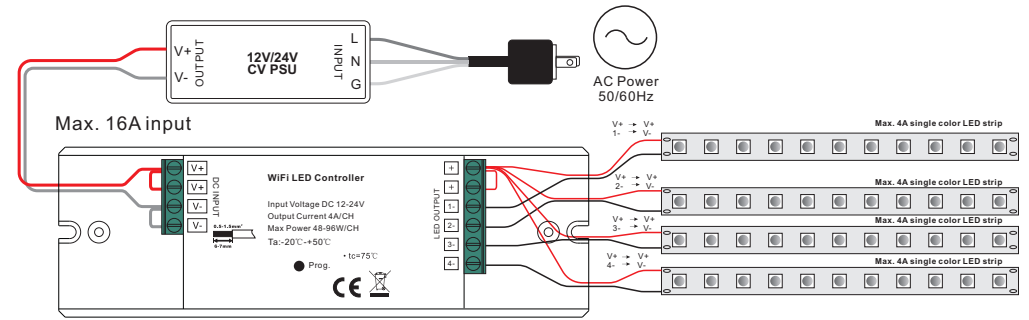 V+
V-
OUTPUT
12V/24V
CV PSU
INPUT
L
N
G
AC Power
50/60Hz
Max. 16A input
V+
V+
V-
V-
DC INPUT
0.5-1.5mm²
6-7mm
WiFi LED Controller
Input Voltage DC 12-24V
Output Current 4A/CH
Max Power 48-96W/CH
Ta:-20℃-+50℃
• tc=75℃
Prog.
CE
LED OUTPUT
+
+
1-
2-
3-
4-
V+ → V+
1- → V-
Max. 4A single color LED strip
V+ → V+
2- → V-
Max. 4A single color LED strip
V+ → V+
3- → V-
Max. 4A single color LED strip
V+ → V+
4- → V-
Max. 4A single color LED strip